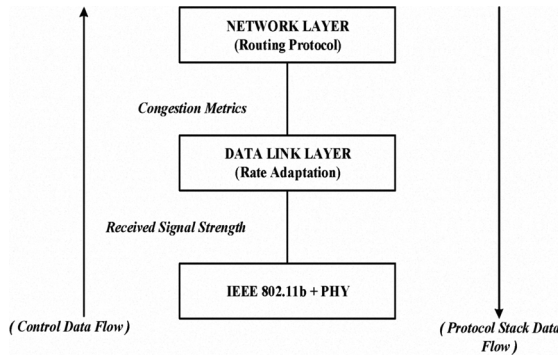 NETWORK LAYER
(Routing Protocol)
Congestion Metrics
DATA LINK LAYER
(Rate Adaptation)
Received Signal Strength
IEEE 802.11b + PHY
( Control Data Flow )
( Protocol Stack Data
Flow )